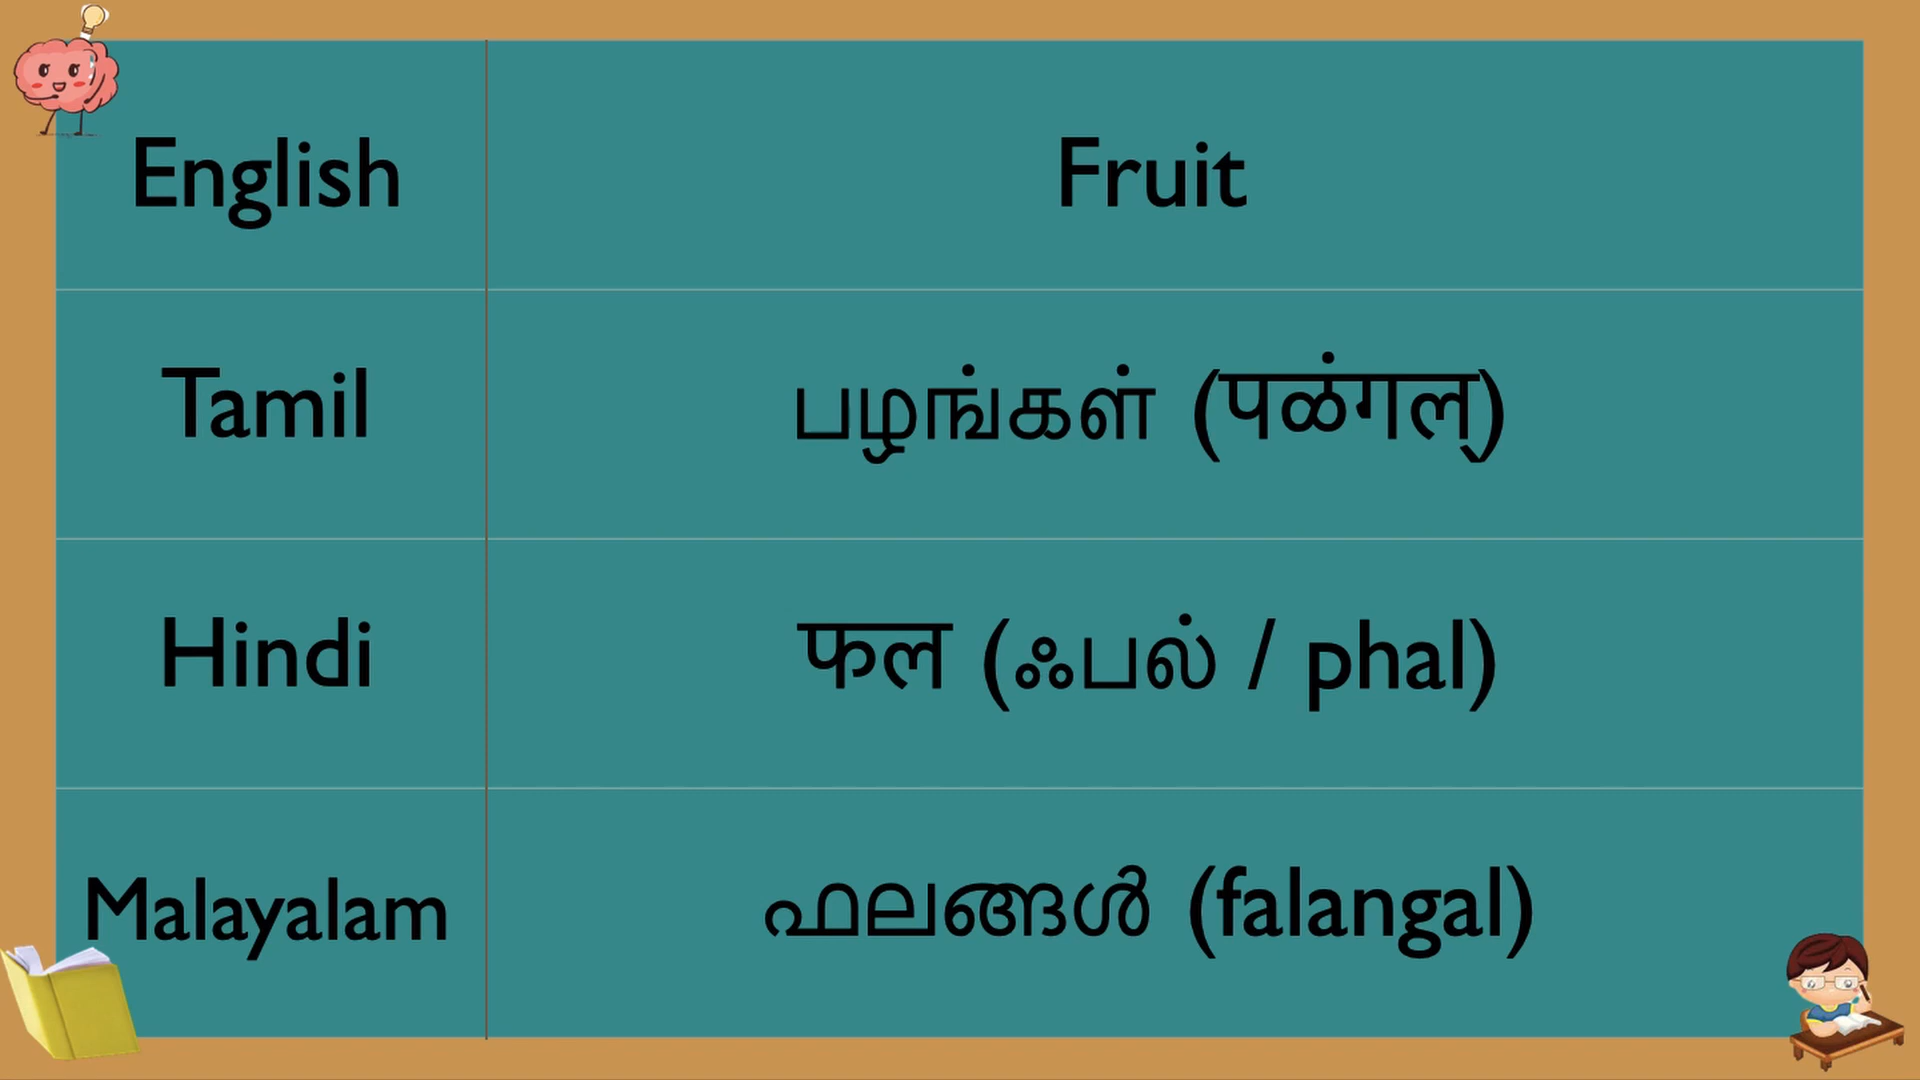 English Fruit
Tamil பழங்கள் (पळंगल्)
Hindi फल (ஃபல் / phal)
Malayalam ഫലങ്ങൾ (falangal)